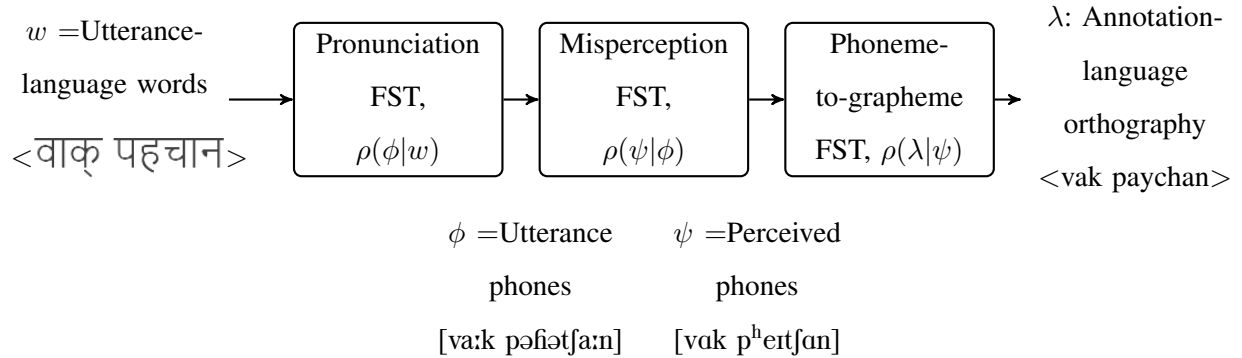 w =Utterance-
language words
<वाक् पहचान>
Pronunciation
FST,
ρ(ϕ|w)
Misperception
FST,
ρ(ψ|ϕ)
Phoneme-
to-grapheme
FST, ρ(λ|ψ)
λ: Annotation-
language
orthography
<vak paychan>
ϕ =Utterance
phones
[vaːk pəɦətʃaːn]
ψ =Perceived
phones
[vɑk pʰeɪtʃɑn]